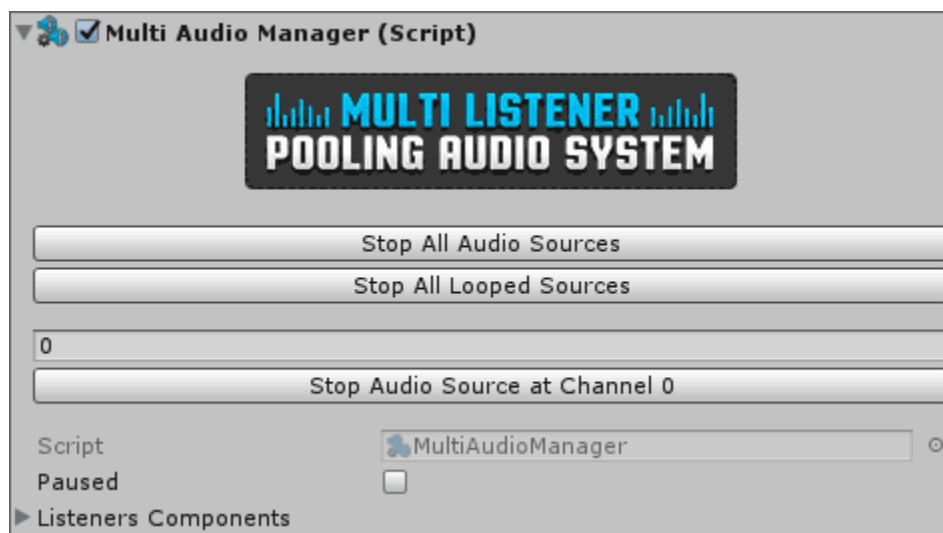 Multi Audio Manager (Script)
MULTI LISTENER
POOLING AUDIO SYSTEM
Stop All Audio Sources
Stop All Looped Sources
0
Stop Audio Source at Channel 0
Script MultiAudioManager
Paused
Listeners Components